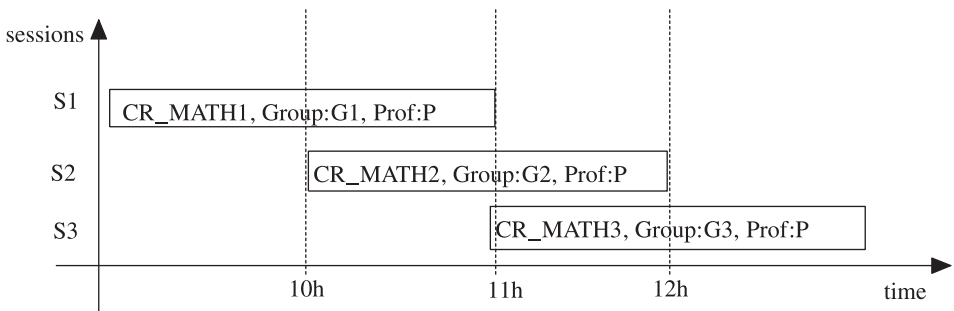 sessions
S1
CR_MATH1, Group:G1, Prof:P
S2
CR_MATH2, Group:G2, Prof:P
S3
CR_MATH3, Group:G3, Prof:P
10h
11h
12h
time